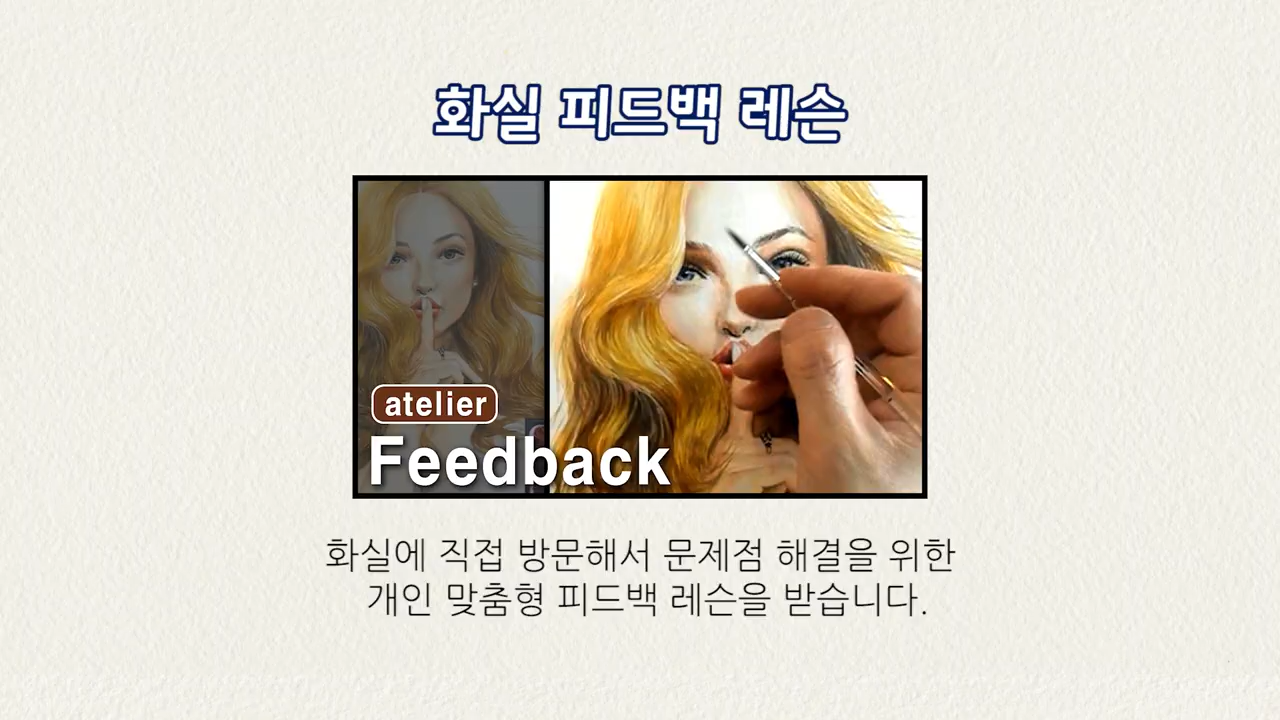 화실 피드백 레슨
atelier
Feedback
화실에 직접 방문해서 문제점 해결을 위한
개인 맞춤형 피드백 레슨을 받습니다.